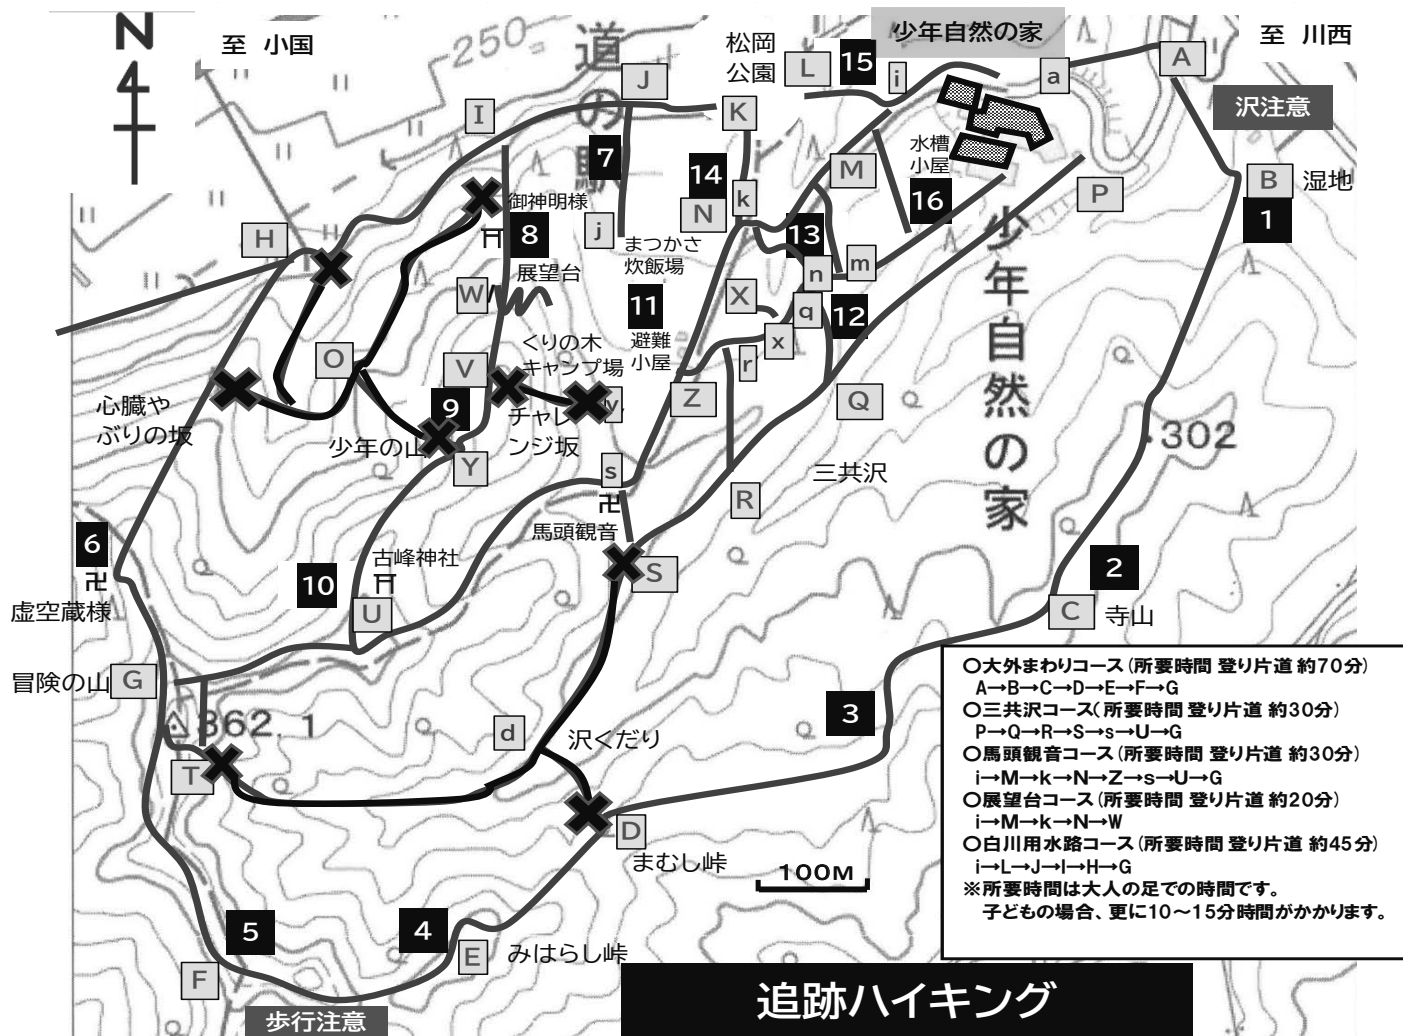 N
至 小国
250
道の駅
松岡
公園
少年自然の家
至 川西
沢注意
L
15
i
a
A
J
I
K
7
14
k
N
M
水槽
小屋
16
P
B
湿地
1
H
御神明様
8
j
まつかさ
炊飯場
13
n
m
少年自然の家
W
展望台
11
避難
小屋
X
q
12
x
r
O
V
くりの木
キャンプ場
Z
Q
y
心臓や
ぶりの坂
9
少年の山
チャレ
ンジ坂
Y
s
卍
302
三共沢
R
6
卍
虚空蔵様
馬頭観音
S
10
古峰神社
U
2
C
寺山
冒険の山
G
362.1
T
d
沢くだり
3
D
まむし峠
100M
5
4
E
みはらし峠
F
歩行注意
〇大外まわりコース(所要時間 登り片道 約70分)
A→B→C→D→E→F→G
〇三共沢コース(所要時間 登り片道 約30分)
P→Q→R→S→s→U→G
〇馬頭観音コース(所要時間 登り片道 約30分)
i→M→k→N→Z→s→U→G
〇展望台コース(所要時間 登り片道 約20分)
i→M→k→N→W
〇白川用水路コース(所要時間 登り片道 約45分)
i→L→J→I→H→G
※所要時間は大人の足での時間です。
子どもの場合、更に10～15分時間がかかります。
追跡ハイキング